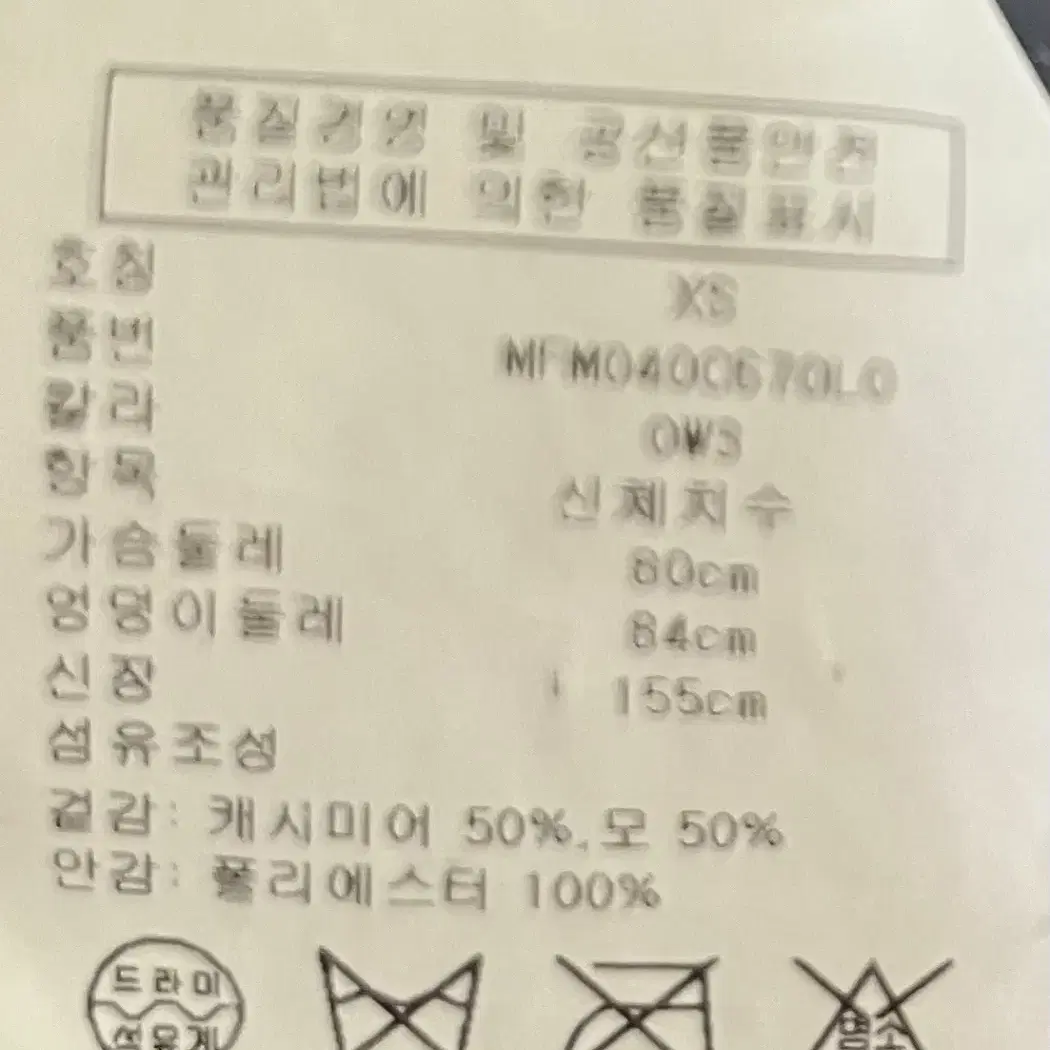 품질경영 및 공산품안전
관리법에 의한 품질표시
호칭 XS
품번
칼라
항목 신체치수
가슴둘레 80cm
엉덩이둘레 84cm
신장 155cm
섬유조성
겉감: 캐시미어 50%,모 50%
안감: 폴리에스터 100%
드라이
염소